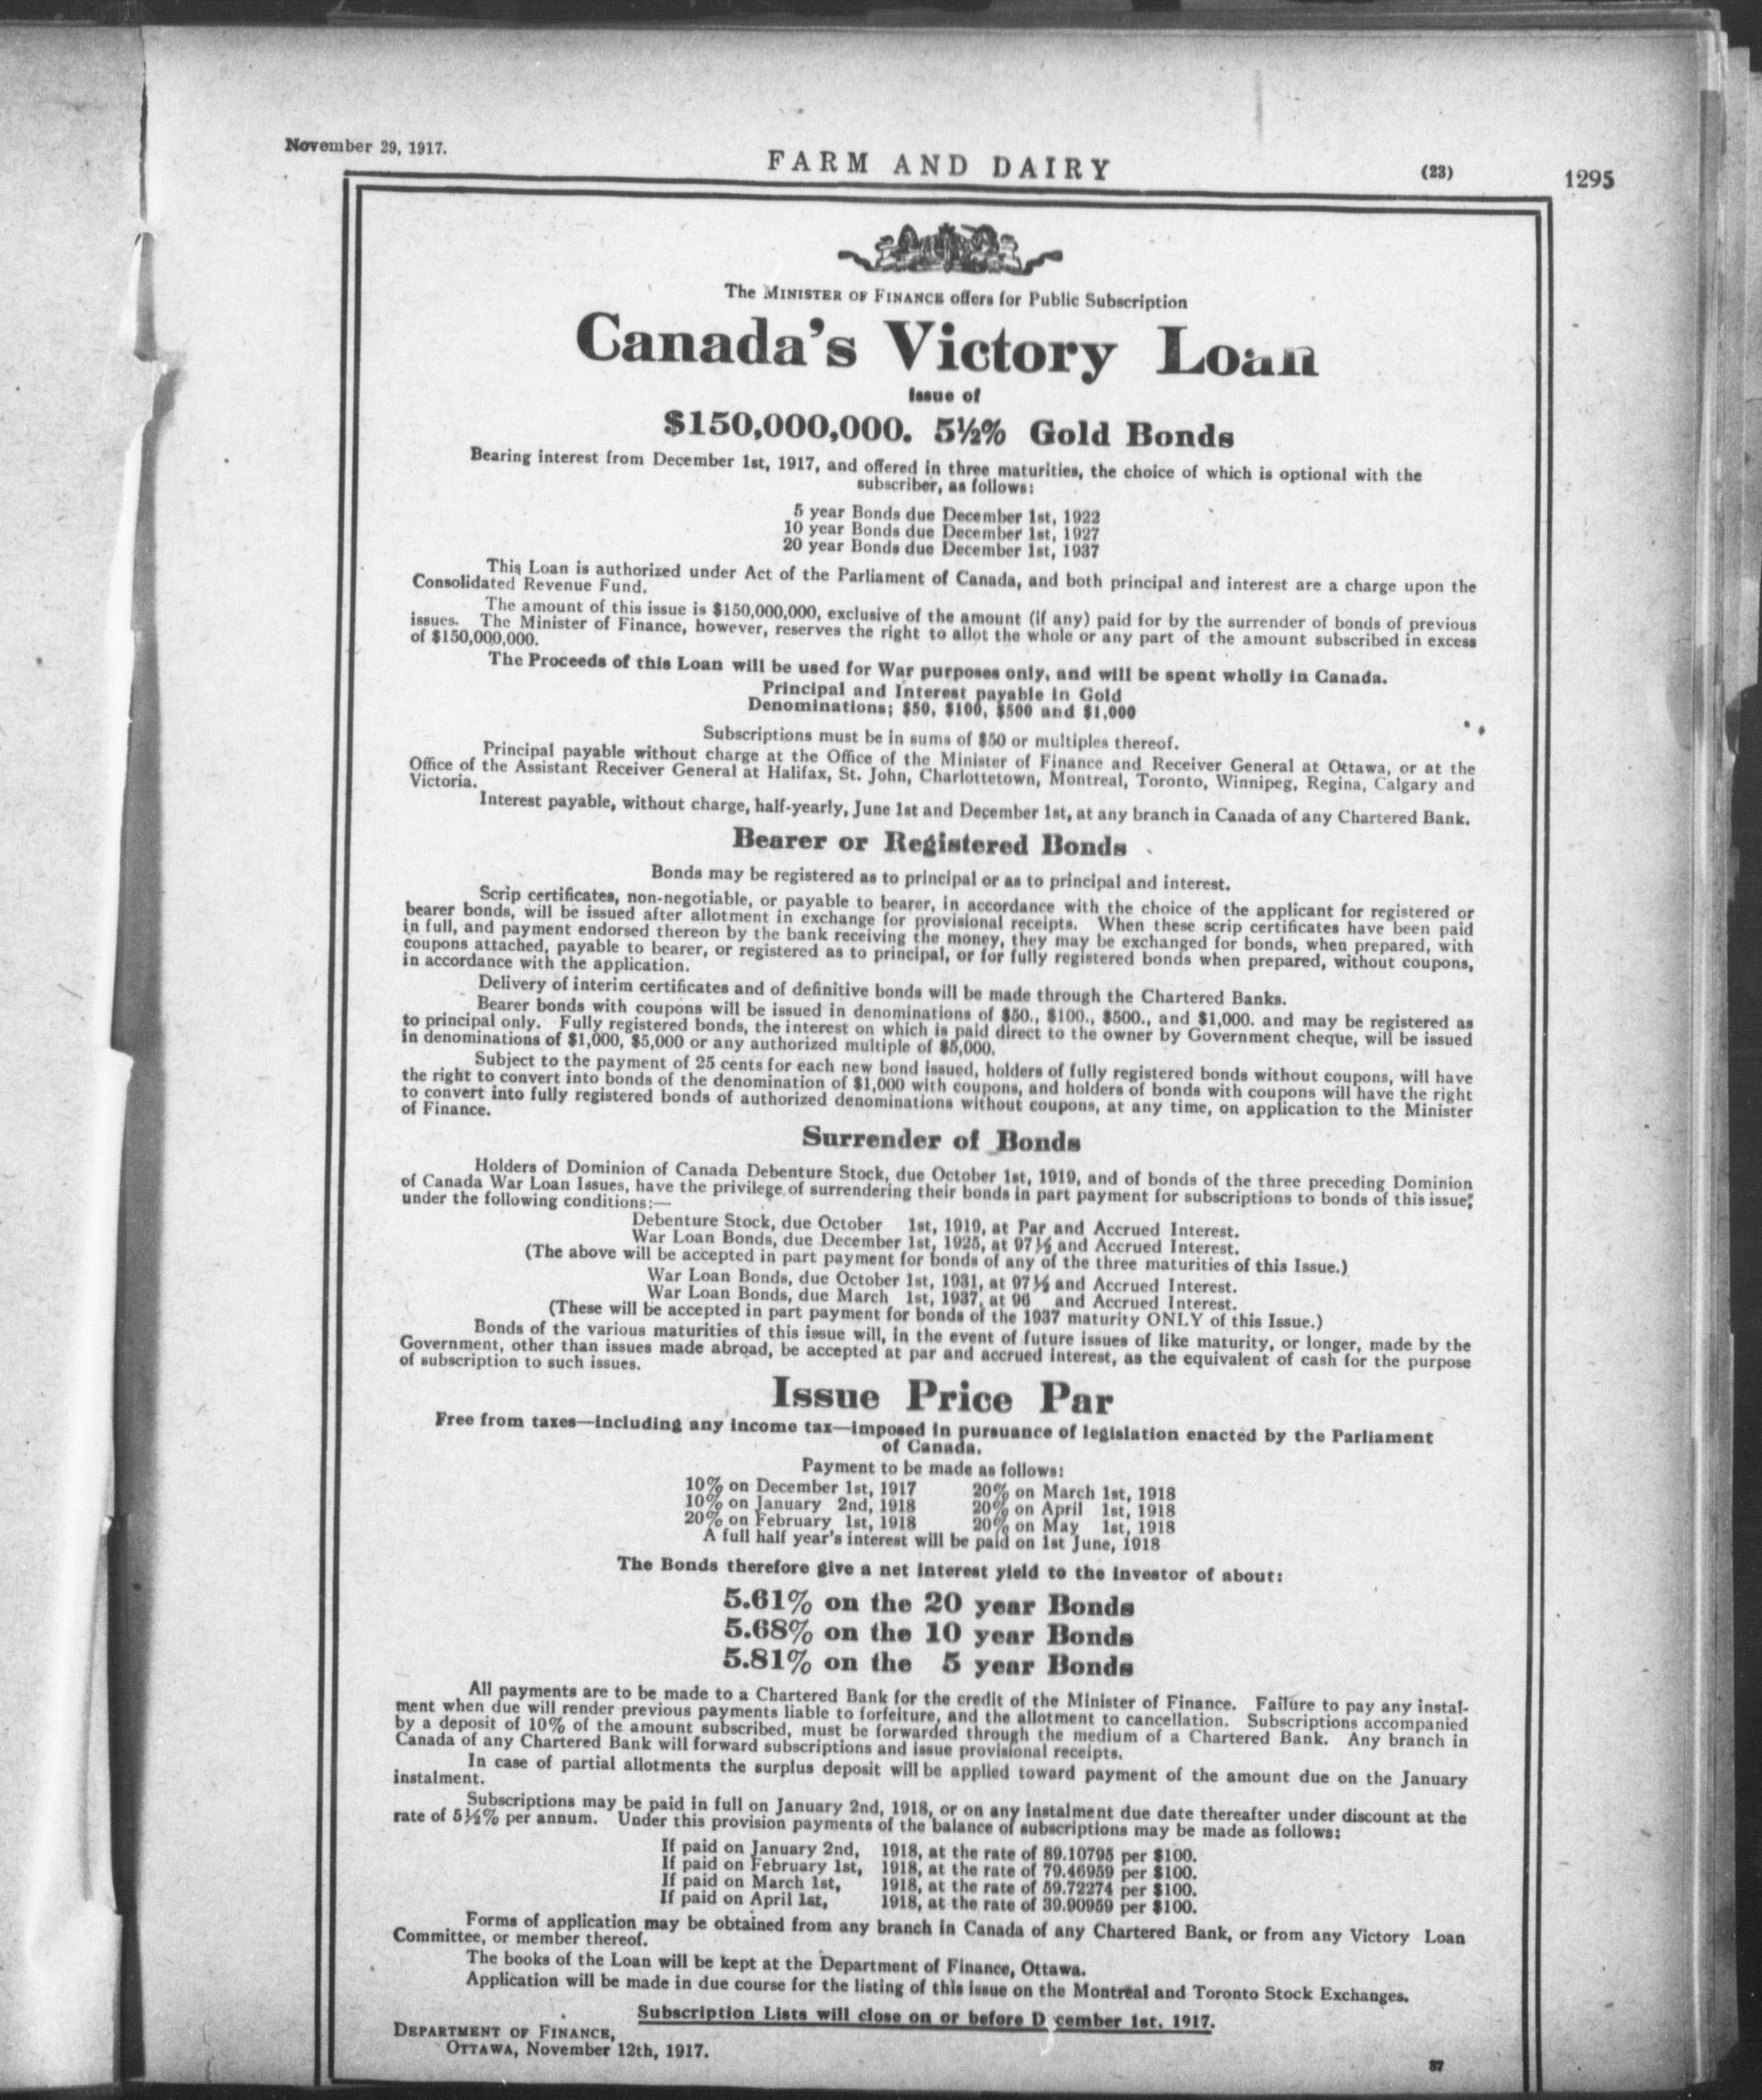 November 29, 1917.
FARM AND DAIRY
(23)
1295
The MINISTER OF FINANCE offers for Public Subscription
Canada's Victory Loan
Issue of
$150,000,000. 5½% Gold Bonds
Bearing interest from December 1st, 1917, and offered in three maturities, the choice of which is optional with the
subscriber, as follows:
5 year Bonds due December 1st, 1922
10 year Bonds due December 1st, 1927
20 year Bonds due December 1st, 1937
This Loan is authorized under Act of the Parliament of Canada, and both principal and interest are a charge upon the
Consolidated Revenue Fund.
The amount of this issue is $150,000,000, exclusive of the amount (if any) paid for by the surrender of bonds of previous
issues. The Minister of Finance, however, reserves the right to allot the whole or any part of the amount subscribed in excess
of $150,000,000.
The Proceeds of this Loan will be used for War purposes only, and will be spent wholly in Canada.
Principal and Interest payable in Gold
Denominations; $50, $100, $500 and $1,000
Subscriptions must be in sums of $50 or multiples thereof.
Principal payable without charge at the Office of the Minister of Finance and Receiver General at Ottawa, or at the
Office of the Assistant Receiver General at Halifax, St. John, Charlottetown, Montreal, Toronto, Winnipeg, Regina, Calgary and
Victoria.
Interest payable, without charge, half-yearly, June 1st and December 1st, at any branch in Canada of any Chartered Bank.
Bearer or Registered Bonds
Bonds may be registered as to principal or as to principal and interest.
Scrip certificates, non-negotiable, or payable to bearer, in accordance with the choice of the applicant for registered or
bearer bonds, will be issued after allotment in exchange for provisional receipts. When these scrip certificates have been paid
in full, and payment endorsed thereon by the bank receiving the money, they may be exchanged for bonds, when prepared, with
coupons attached, payable to bearer, or registered as to principal, or for fully registered bonds when prepared, without coupons,
in accordance with the application.
Delivery of interim certificates and of definitive bonds will be made through the Chartered Banks.
Bearer bonds with coupons will be issued in denominations of $50., $100., $500., and $1,000. and may be registered as
to principal only. Fully registered bonds, the interest on which is paid direct to the owner by Government cheque, will be issued
in denominations of $1,000, $5,000 or any authorized multiple of $5,000.
Subject to the payment of 25 cents for each new bond issued, holders of fully registered bonds without coupons, will have
the right to convert into bonds of the denomination of $1,000 with coupons, and holders of bonds with coupons will have the right
to convert into fully registered bonds of authorized denominations without coupons, at any time, on application to the Minister
of Finance.
Surrender of Bonds
Holders of Dominion of Canada Debenture Stock, due October 1st, 1919, and of bonds of the three preceding Dominion
of Canada War Loan Issues, have the privilege of surrendering their bonds in part payment for subscriptions to bonds of this issue,
under the following conditions:—
Debenture Stock, due October 1st, 1919, at Par and Accrued Interest.
War Loan Bonds, due December 1st, 1925, at 97½ and Accrued Interest.
(The above will be accepted in part payment for bonds of any of the three maturities of this Issue.)
War Loan Bonds, due October 1st, 1931, at 97½ and Accrued Interest.
War Loan Bonds, due March 1st, 1937, at 96 and Accrued Interest.
(These will be accepted in part payment for bonds of the 1937 maturity ONLY of this Issue.)
Bonds of the various maturities of this issue will, in the event of future issues of like maturity, or longer, made by the
Government, other than issues made abroad, be accepted at par and accrued interest, as the equivalent of cash for the purpose
of subscription to such issues.
Issue Price Par
Free from taxes—including any income tax—imposed in pursuance of legislation enacted by the Parliament
of Canada.
Payment to be made as follows:
10% on December 1st, 1917 20% on March 1st, 1918
10% on January 2nd, 1918 20% on April 1st, 1918
20% on February 1st, 1918 20% on May 1st, 1918
A full half year's interest will be paid on 1st June, 1918
The Bonds therefore give a net interest yield to the investor of about:
5.61% on the 20 year Bonds
5.68% on the 10 year Bonds
5.81% on the 5 year Bonds
All payments are to be made to a Chartered Bank for the credit of the Minister of Finance. Failure to pay any instal-
ment when due will render previous payments liable to forfeiture, and the allotment to cancellation. Subscriptions accompanied
by a deposit of 10% of the amount subscribed, must be forwarded through the medium of a Chartered Bank. Any branch in
Canada of any Chartered Bank will forward subscriptions and issue provisional receipts.
In case of partial allotments the surplus deposit will be applied toward payment of the amount due on the January
instalment.
Subscriptions may be paid in full on January 2nd, 1918, or on any instalment due date thereafter under discount at the
rate of 5½% per annum. Under this provision payments of the balance of subscriptions may be made as follows:
If paid on January 2nd, 1918, at the rate of 89.10795 per $100.
If paid on February 1st, 1918, at the rate of 79.46959 per $100.
If paid on March 1st, 1918, at the rate of 59.72274 per $100.
If paid on April 1st, 1918, at the rate of 39.90959 per $100.
Forms of application may be obtained from any branch in Canada of any Chartered Bank, or from any Victory Loan
Committee, or member thereof.
The books of the Loan will be kept at the Department of Finance, Ottawa.
Application will be made in due course for the listing of this issue on the Montreal and Toronto Stock Exchanges.
Subscription Lists will close on or before D cember 1st. 1917.
DEPARTMENT OF FINANCE,
OTTAWA, November 12th, 1917.
37